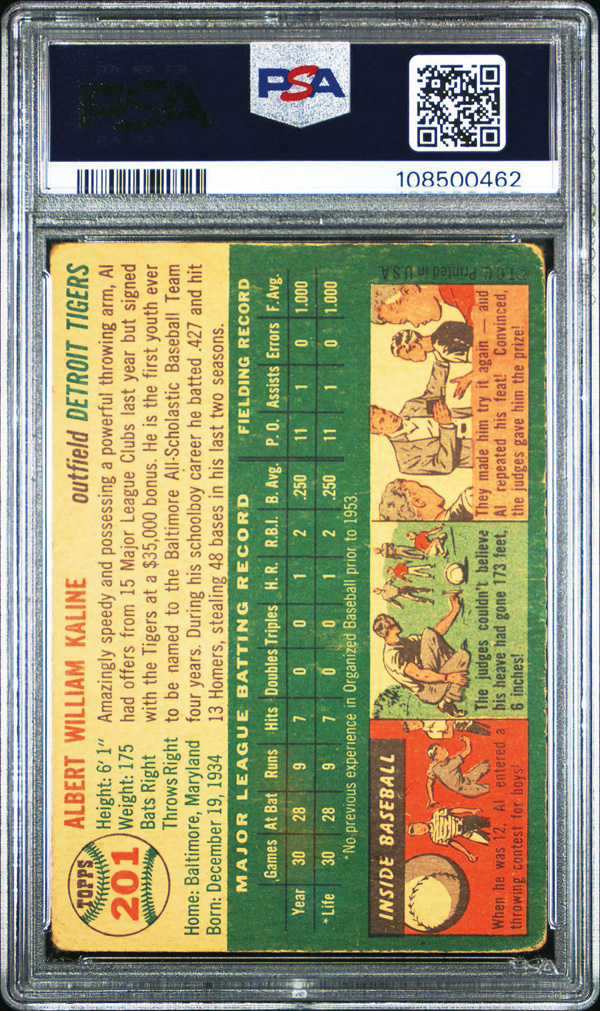 PSA
PSA
108500462
TOPPS
201
ALBERT WILLIAM KALINE
outfield DETROIT TIGERS
Height: 6' 1"
Weight: 175
Bats Right
Throws Right
Home: Baltimore, Maryland
Born: December 19, 1934
Amazingly speedy and possessing a powerful throwing arm, Al
had offers from 15 Major League Clubs last year but signed
with the Tigers at a $35,000 bonus. He is the first youth ever
to be named to the Baltimore All-Scholastic Baseball Team
four years. During his schoolboy career he batted .427 and hit
13 Homers, stealing 48 bases in his last two seasons.
MAJOR LEAGUE BATTING RECORD FIELDING RECORD
Games At Bat Runs Hits Doubles Triples H. R. R.B.I. B. Avg. P. O. Assists Errors F. Avg.
Year 30 28 9 7 0 0 1 2 .250 11 1 0 1.000
*Life 30 28 9 7 0 0 1 2 .250 11 1 0 1.000
*No previous experience in Organized Baseball prior to 1953.
©T.C.G. Printed in U.S.A.
INSIDE BASEBALL
When he was 12, Al entered a
throwing contest for boys!
The judges couldn't believe
his heave had gone 173 feet,
6 inches!
They made him try it again — and
Al repeated his feat! Convinced,
the judges gave him the prize!
PSA